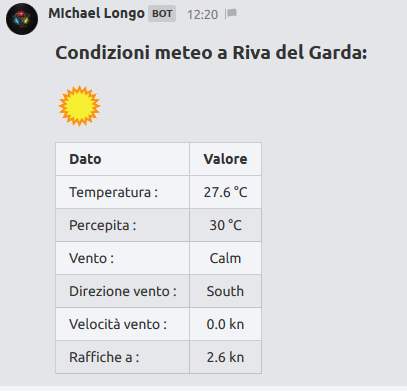 MIchael Longo BOT 12:20
Condizioni meteo a Riva del Garda:
Dato Valore
Temperatura : 27.6 °C
Percepita : 30 °C
Vento : Calm
Direzione vento : South
Velocità vento : 0.0 kn
Raffiche a : 2.6 kn